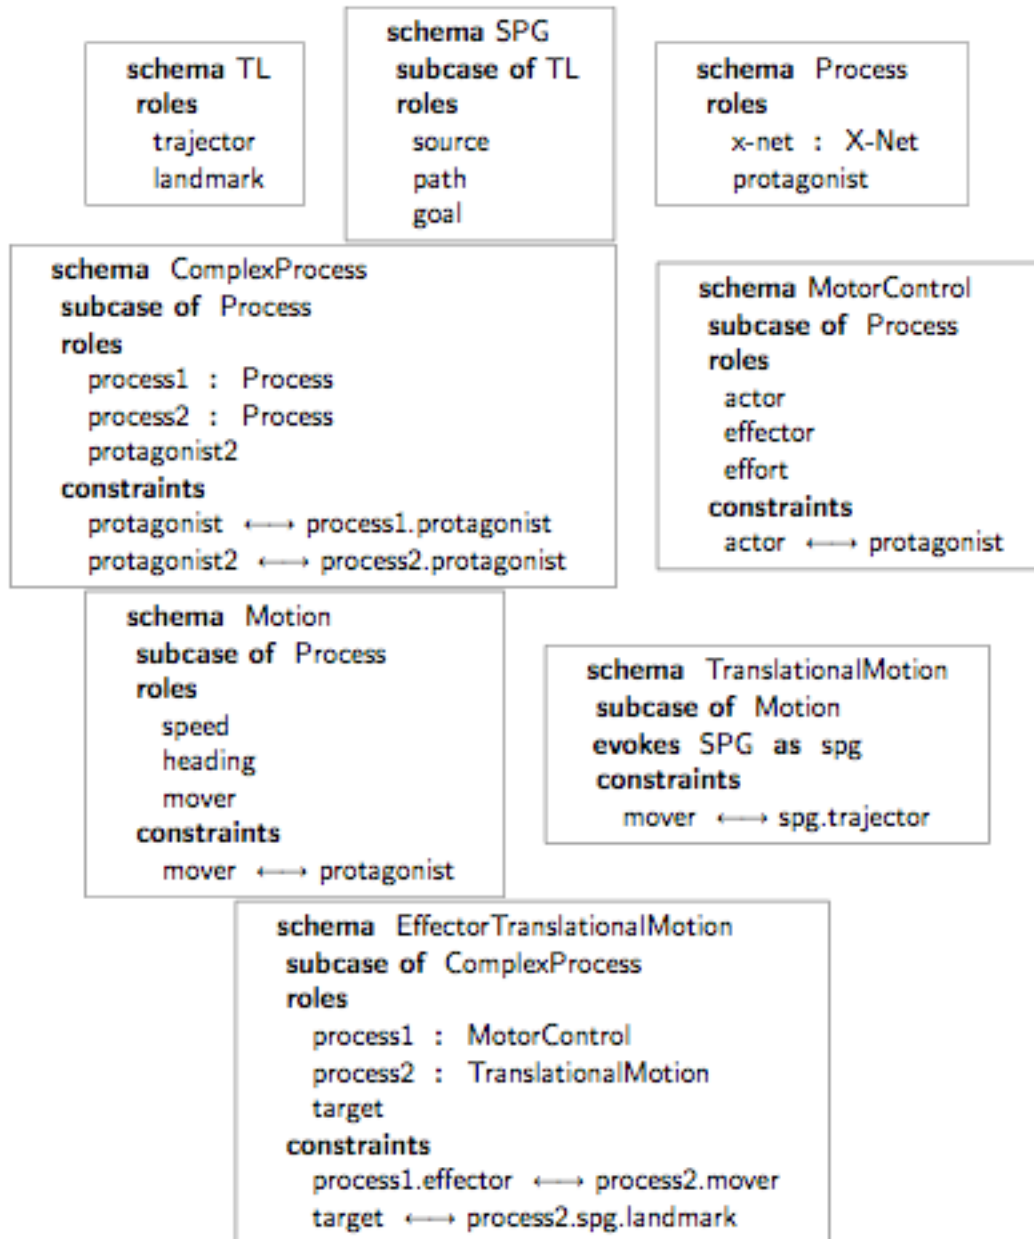 schema TL
roles
trajector
landmark
schema SPG
subcase of TL
roles
source
path
goal
schema Process
roles
x-net : X-Net
protagonist
schema ComplexProcess
subcase of Process
roles
process1 : Process
process2 : Process
protagonist2
constraints
protagonist ⟷ process1.protagonist
protagonist2 ⟷ process2.protagonist
schema MotorControl
subcase of Process
roles
actor
effector
effort
constraints
actor ⟷ protagonist
schema Motion
subcase of Process
roles
speed
heading
mover
constraints
mover ⟷ protagonist
schema TranslationalMotion
subcase of Motion
evokes SPG as spg
constraints
mover ⟷ spg.trajector
schema EffectorTranslationalMotion
subcase of ComplexProcess
roles
process1 : MotorControl
process2 : TranslationalMotion
target
constraints
process1.effector ⟷ process2.mover
target ⟷ process2.spg.landmark